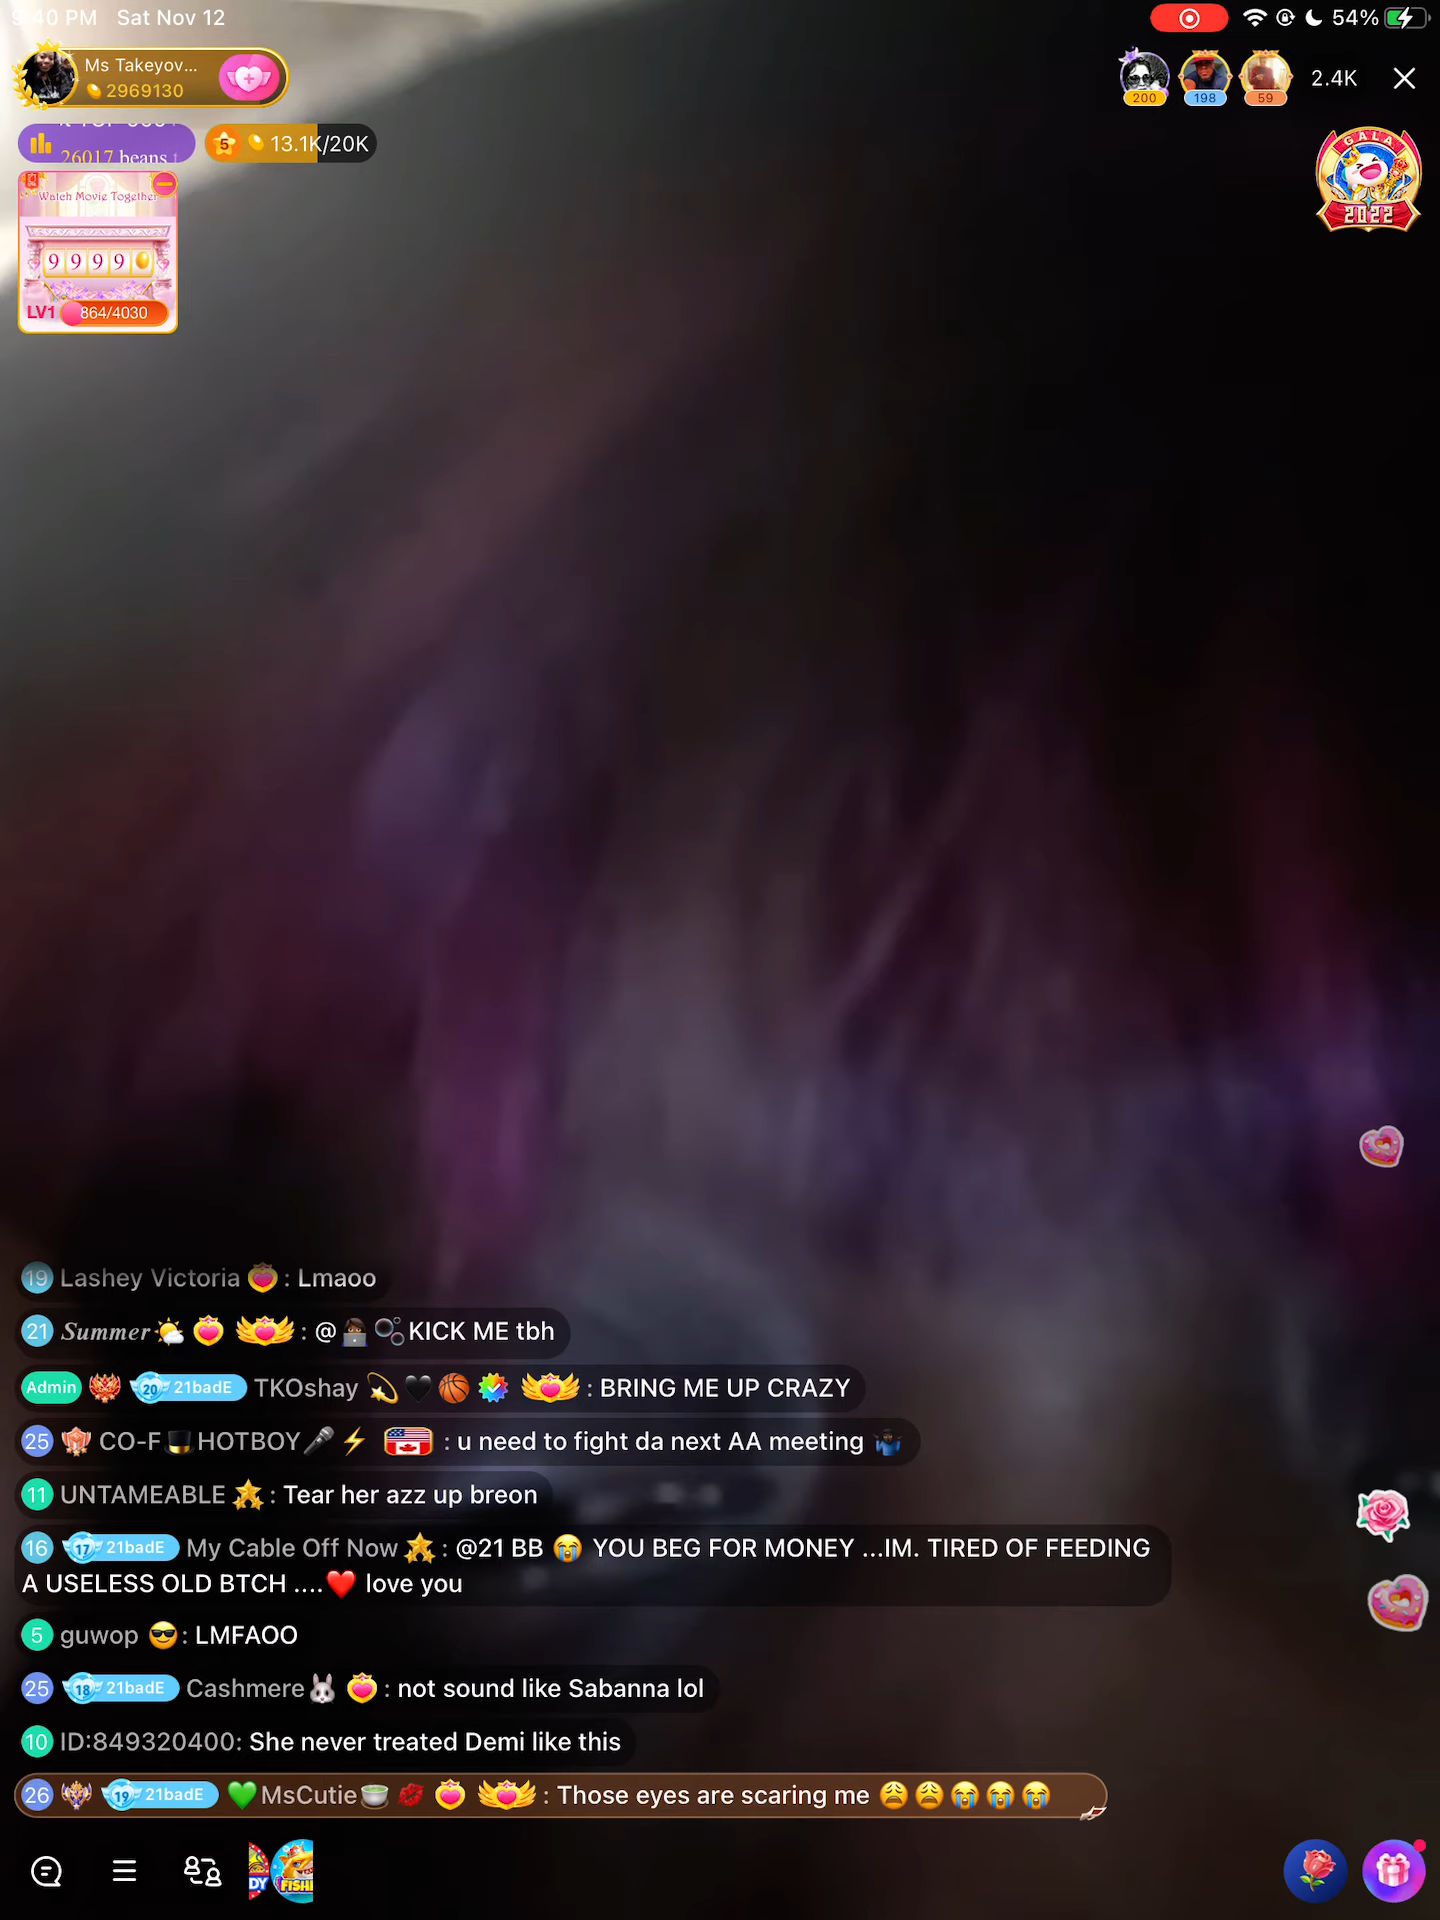 :40 PM Sat Nov 12
54%
Ms Takeyov...
2969130
200
198
59
2.4K
26017 beans
5
13.1K/20K
GALA
2022
Watch Movie Together
9 9 9 9
LV1 864/4030
19 Lashey Victoria : Lmaoo
21 Summer : @ KICK ME tbh
Admin 20 21badE TKOshay : BRING ME UP CRAZY
25 CO-F HOTBOY : u need to fight da next AA meeting
11 UNTAMEABLE : Tear her azz up breon
16 17 21badE My Cable Off Now : @21 BB 😭 YOU BEG FOR MONEY ...IM. TIRED OF FEEDING
A USELESS OLD BTCH ....❤️ love you
5 guwop 😎: LMFAOO
25 18 21badE Cashmere : not sound like Sabanna lol
10 ID:849320400: She never treated Demi like this
26 19 21badE 💚MsCutie🍵 💋 : Those eyes are scaring me 😩😩😭😭😭
DY
FISHI